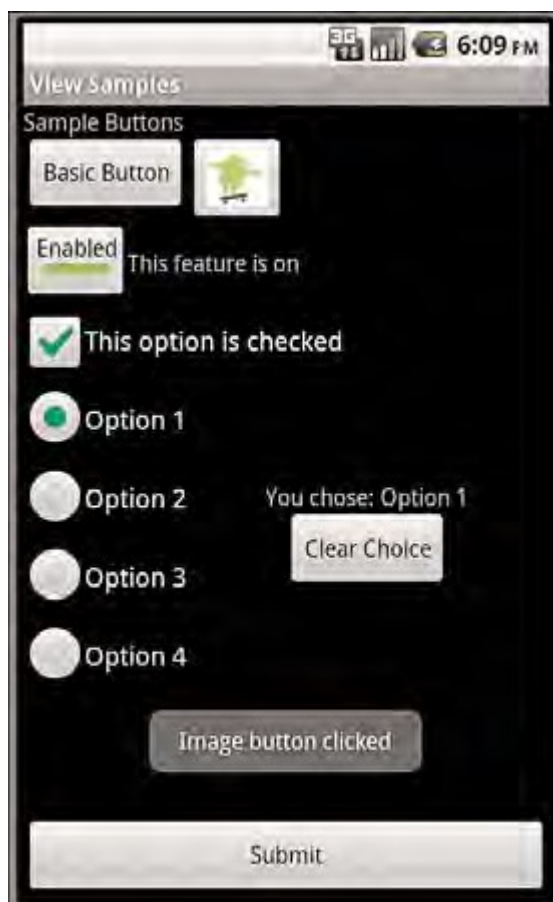 3G
6:09 PM
View Samples
Sample Buttons
Basic Button
Enabled
This feature is on
This option is checked
Option 1
Option 2
You chose: Option 1
Clear Choice
Option 3
Option 4
Image button clicked
Submit